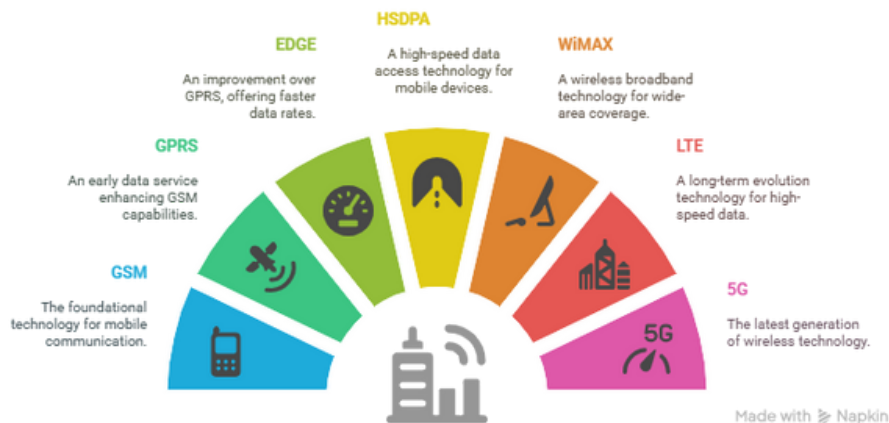 HSDPA
A high-speed data
access technology for
mobile devices.
EDGE
An improvement over
GPRS, offering faster
data rates.
WiMAX
A wireless broadband
technology for wide-
area coverage.
GPRS
An early data service
enhancing GSM
capabilities.
LTE
A long-term evolution
technology for high-
speed data.
GSM
The foundational
technology for mobile
communication.
5G
The latest generation
of wireless technology.
5G
Made with Napkin